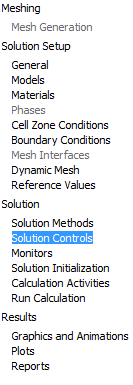 Meshing
Mesh Generation
Solution Setup
General
Models
Materials
Phases
Cell Zone Conditions
Boundary Conditions
Mesh Interfaces
Dynamic Mesh
Reference Values
Solution
Solution Methods
Solution Controls
Monitors
Solution Initialization
Calculation Activities
Run Calculation
Results
Graphics and Animations
Plots
Reports